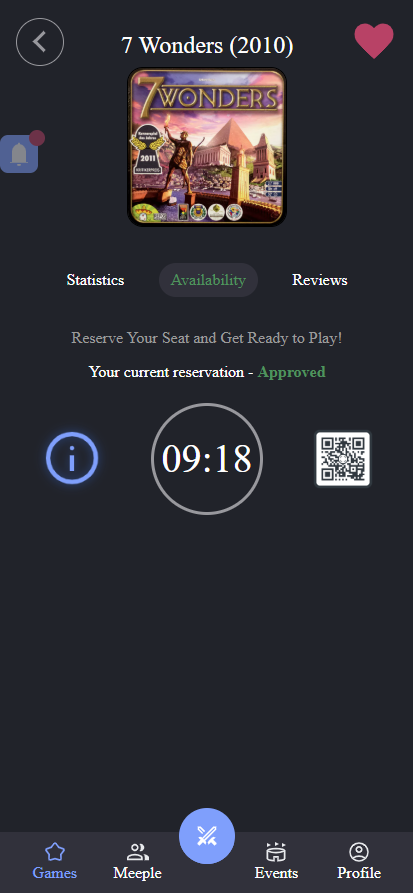 7 Wonders (2010)
7 WONDERS
2011
Statistics Availability Reviews
Reserve Your Seat and Get Ready to Play!
Your current reservation - Approved
09:18
Games Meeple Events Profile